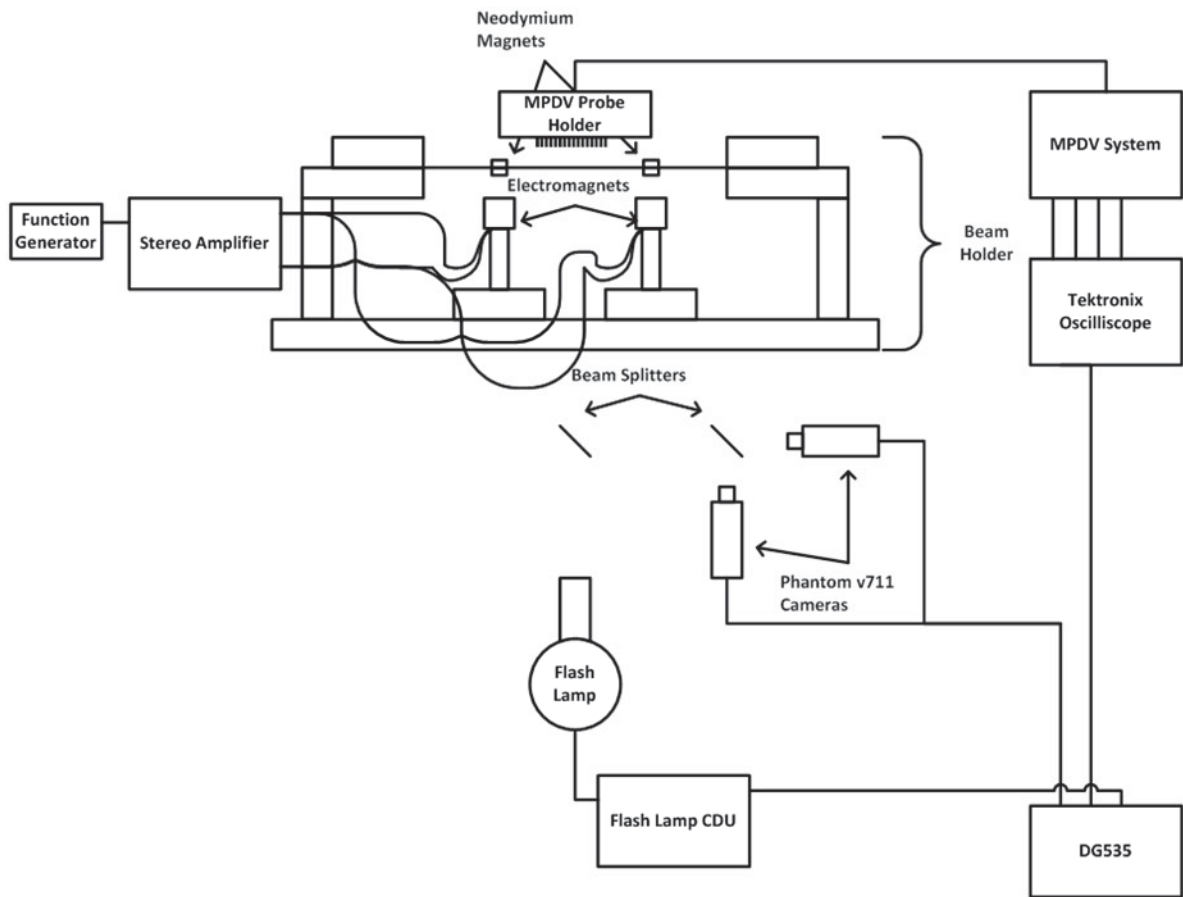 Neodymium
Magnets
MPDV Probe
Holder
MPDV System
Electromagnets
Function
Generator
Stereo Amplifier
Beam
Holder
Tektronix
Oscilliscope
Beam Splitters
Phantom v711
Cameras
Flash
Lamp
Flash Lamp CDU
DG535